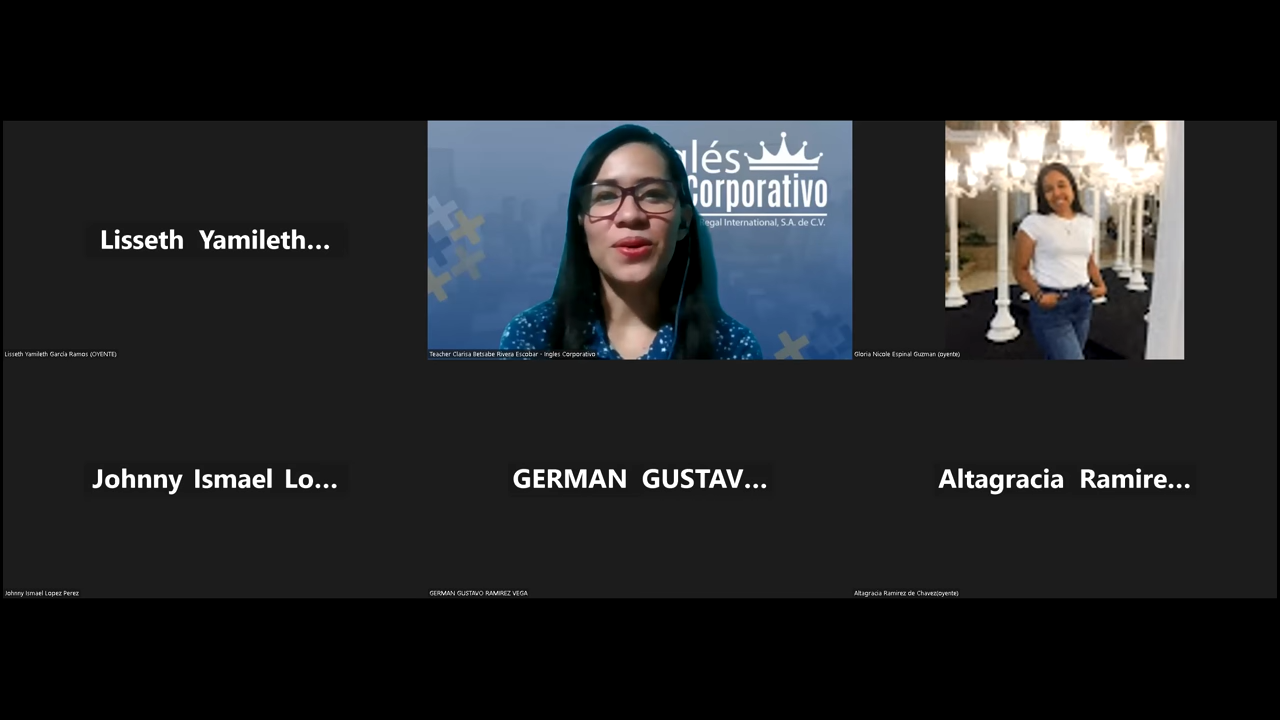 Lisseth Yamileth...
Lisseth Yamileth García Ramos (OYENTE)
glés
Corporativo
legal International, S.A. de C.V.
Teacher Clarisa Betsabe Rivera Escobar - Ingles Corporativo
Gloria Nicole Espinal Guzman (oyente)
Johnny Ismael Lo...
Johnny Ismael Lopez Perez
GERMAN GUSTAV...
GERMAN GUSTAVO RAMIREZ VEGA
Altagracia Ramire...
Altagracia Ramirez de Chavez(oyente)